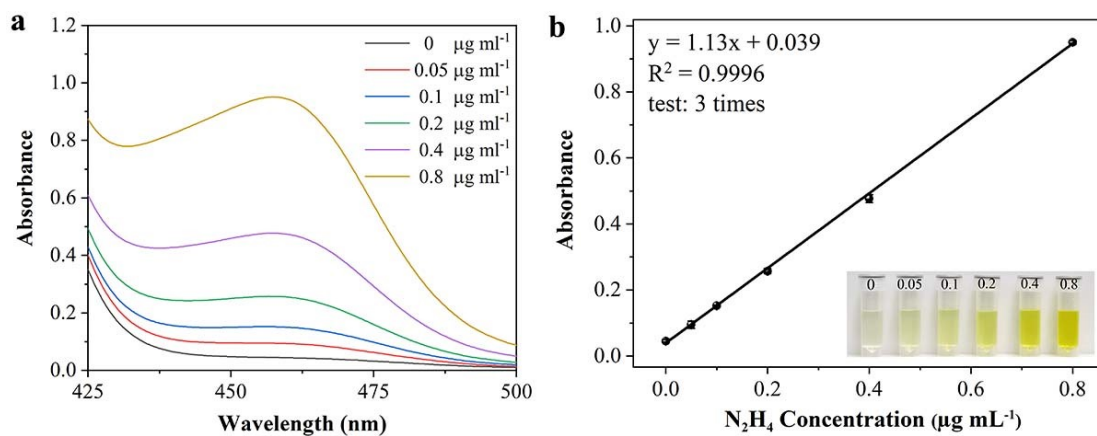 a
1.2
1.0
0.8
0.6
0.4
0.2
0.0
Absorbance
425
450
475
500
Wavelength (nm)
0 μg ml⁻¹
0.05 μg ml⁻¹
0.1 μg ml⁻¹
0.2 μg ml⁻¹
0.4 μg ml⁻¹
0.8 μg ml⁻¹
b
y = 1.13x + 0.039
R² = 0.9996
test: 3 times
1.0
0.8
0.6
0.4
0.2
0.0
Absorbance
0 0.05 0.1 0.2 0.4 0.8
0.0
0.2
0.4
0.6
0.8
N₂H₄ Concentration (μg mL⁻¹)